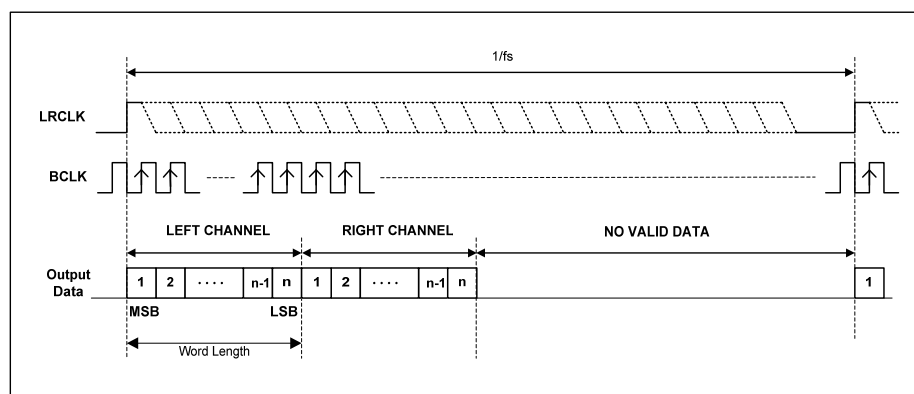 1/fs
LRCLK
BCLK
LEFT CHANNEL RIGHT CHANNEL NO VALID DATA
Output
Data
1 2 .... n-1 n 1 2 .... n-1 n 1
MSB LSB
Word Length